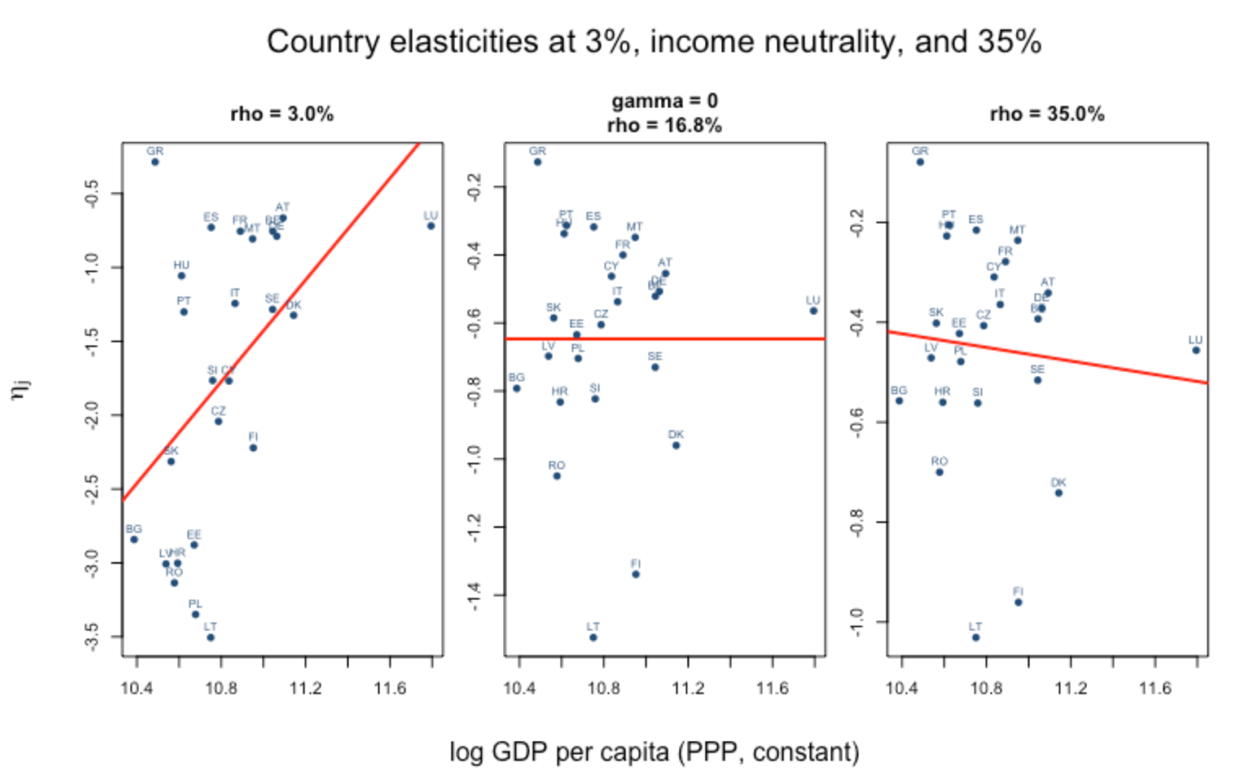 Country elasticities at 3%, income neutrality, and 35%
rho = 3.0%
gamma = 0
rho = 16.8%
rho = 35.0%
ηj
-0.5
-1.0
-1.5
-2.0
-2.5
-3.0
-3.5
GR
ES
FR
MT
AT
LU
HU
PT
IT
SE
DK
SI
CZ
FI
SK
BG
EE
LV
HR
RO
PL
LT
10.4 10.8 11.2 11.6
-0.2
-0.4
-0.6
-0.8
-1.0
-1.2
-1.4
GR
PT
ES
MT
FR
CY
AT
DE
IT
LU
SK
CZ
EE
LV
PL
SE
BG
HR
SI
DK
RO
FI
LT
10.4 10.8 11.2 11.6
-0.2
-0.4
-0.6
-0.8
-1.0
GR
PT
ES
MT
FR
CY
AT
IT
DE
SK
CZ
EE
LU
LV
PL
SE
BG
HR
SI
RO
DK
FI
LT
10.4 10.8 11.2 11.6
log GDP per capita (PPP, constant)